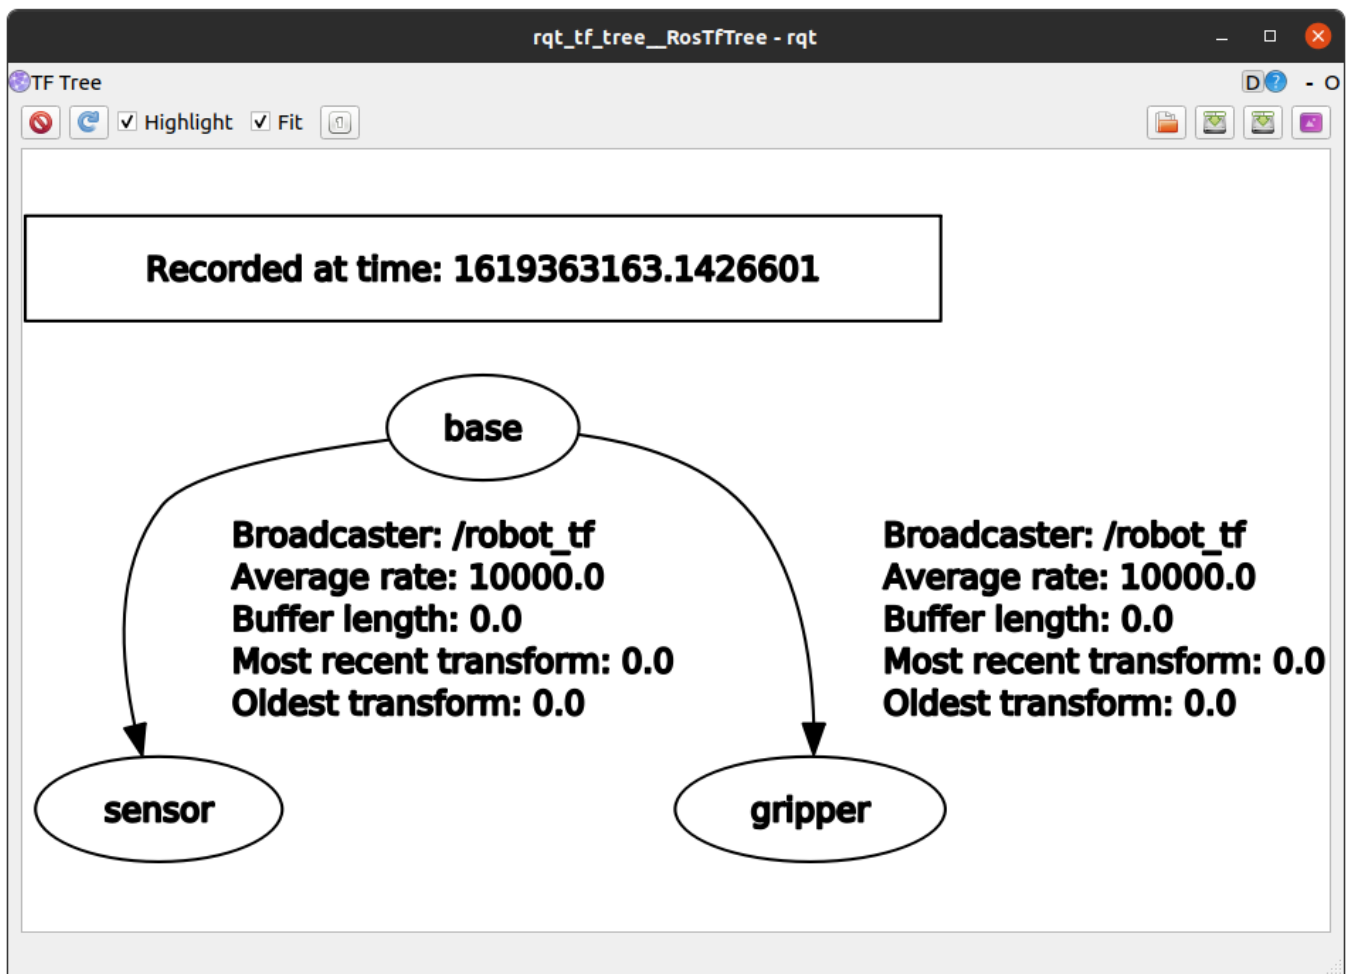 rqt_tf_tree__RosTfTree - rqt
TF Tree
D ? - O
Highlight Fit 1
Recorded at time: 1619363163.1426601
base
Broadcaster: /robot_tf
Average rate: 10000.0
Buffer length: 0.0
Most recent transform: 0.0
Oldest transform: 0.0
Broadcaster: /robot_tf
Average rate: 10000.0
Buffer length: 0.0
Most recent transform: 0.0
Oldest transform: 0.0
sensor
gripper